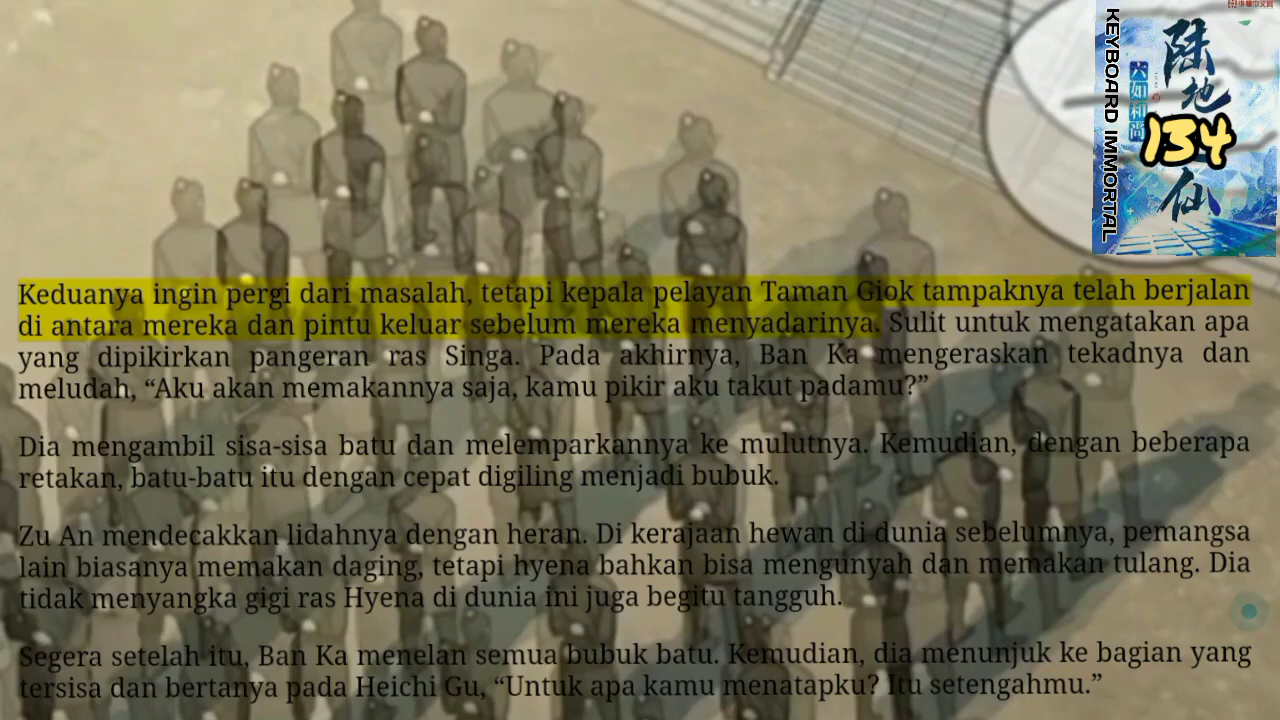 Keduanya ingin pergi dari masalah, tetapi kepala pelayan Taman Giok tampaknya telah berjalan
di antara mereka dan pintu keluar sebelum mereka menyadarinya. Sulit untuk mengatakan apa
yang dipikirkan pangeran ras Singa. Pada akhirnya, Ban Ka mengeraskan tekadnya dan
meludah, “Aku akan memakannya saja, kamu pikir aku takut padamu?”
Dia mengambil sisa-sisa batu dan melemparkannya ke mulutnya. Kemudian, dengan beberapa
retakan, batu-batu itu dengan cepat digiling menjadi bubuk.
Zu An mendecakkan lidahnya dengan heran. Di kerajaan hewan di dunia sebelumnya, pemangsa
lain biasanya memakan daging, tetapi hyena bahkan bisa mengunyah dan memakan tulang. Dia
tidak menyangka gigi ras Hyena di dunia ini juga begitu tangguh.
Segera setelah itu, Ban Ka menelan semua bubuk batu. Kemudian, dia menunjuk ke bagian yang
tersisa dan bertanya pada Heichi Gu, “Untuk apa kamu menatapku? Itu setengahmu.”
KEYBOARD IMMORTAL
陆地
仙
六如和尚
134